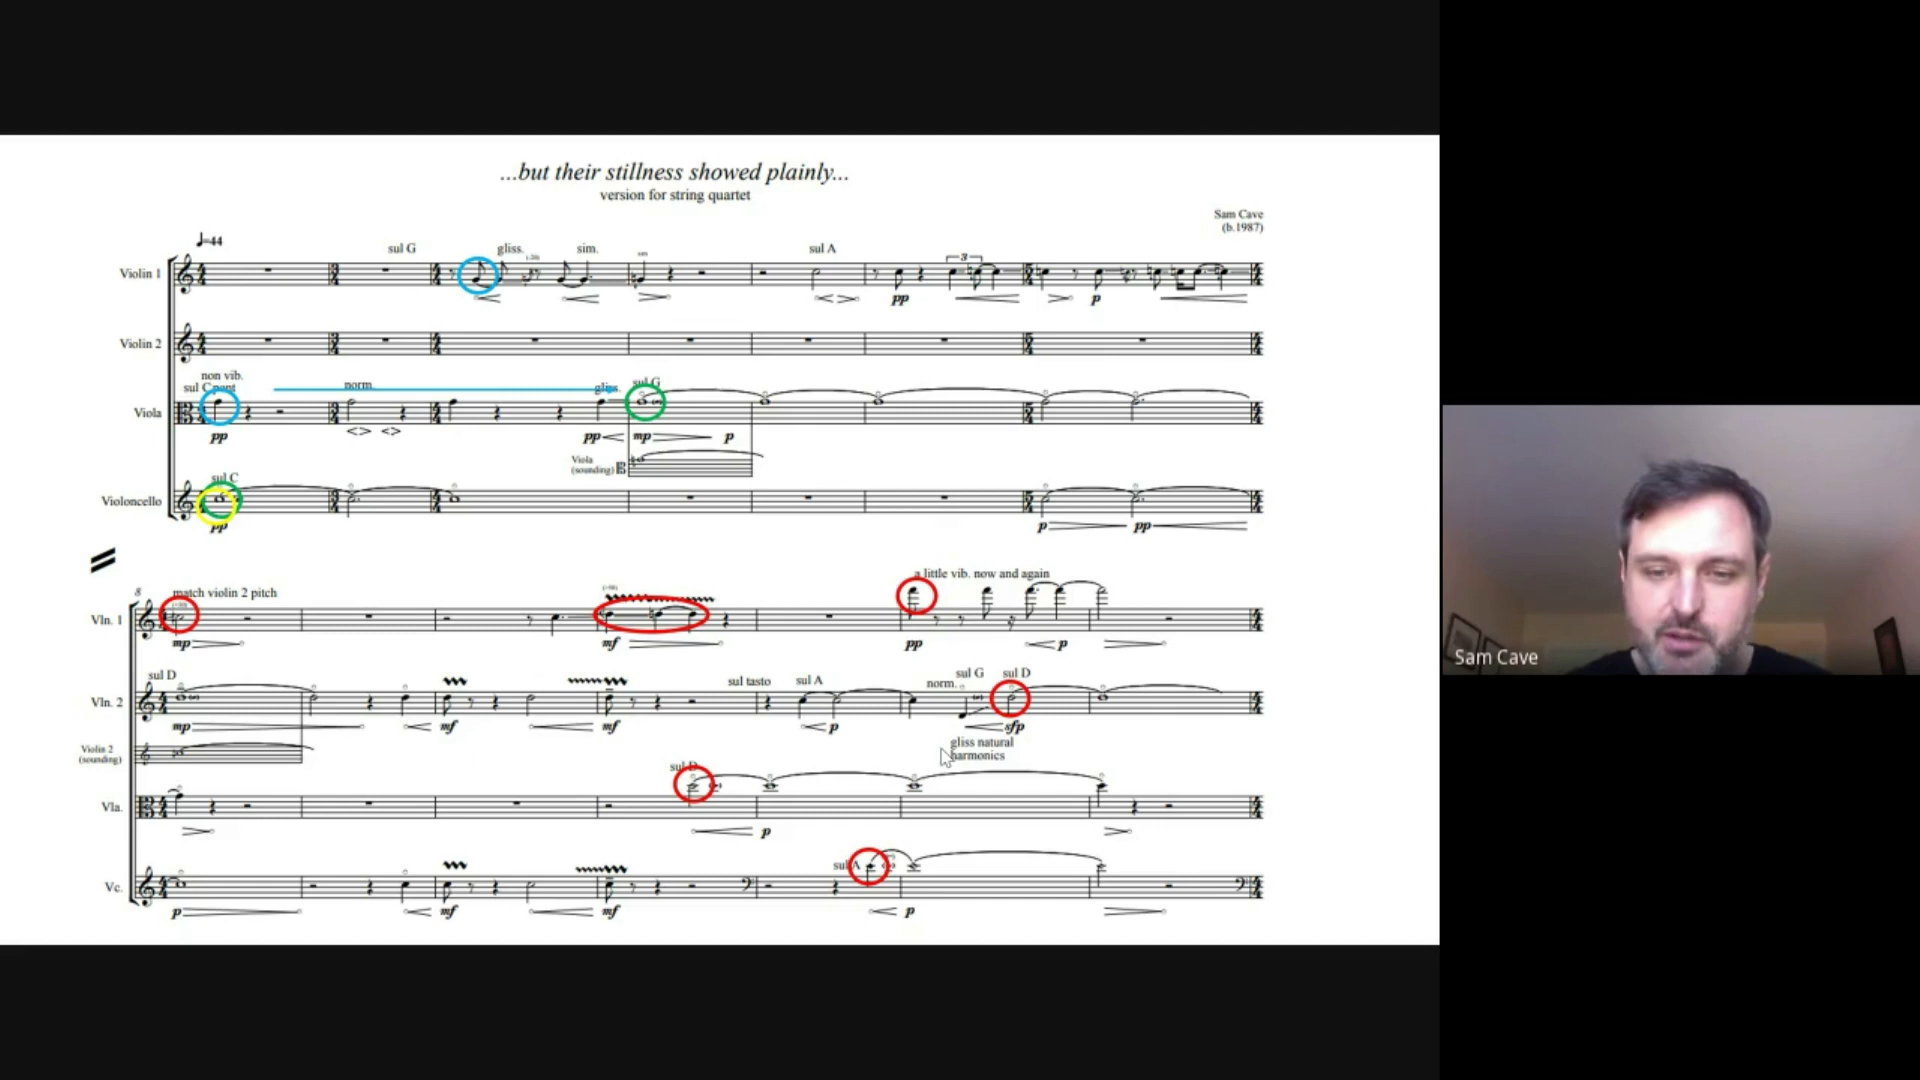 ...but their stillness showed plainly...
version for string quartet
Sam Cave
(b.1987)
♩=44
sul G
gliss.
sim.
sul A
Violin 1
3
pp
p
Violin 2
non vib.
sul C
norm.
gliss.
sul G
Viola
pp
pp
mp
p
Viola
(sounding)
sul C
Violoncello
pp
p
pp
8
match violin 2 pitch
a little vib. now and again
Vln. 1
mp
mf
pp
p
sul D
sul tasto
sul A
norm.
sul G
sul D
Vln. 2
mp
mf
mf
p
sfp
gliss natural
harmonics
Violin 2
(sounding)
sul D
Vla.
p
sul A
Vc.
p
mf
mf
p
Sam Cave